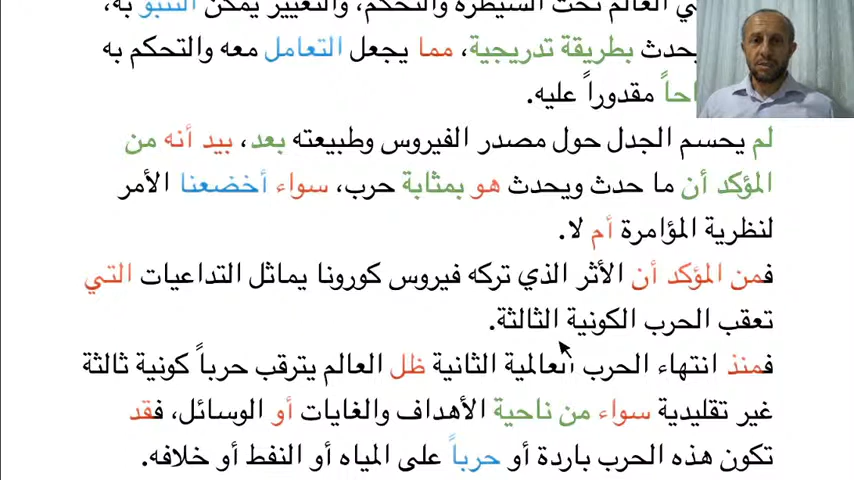 العالم تحت السيطرة والتحكم، والتغيير يمكن التنبؤ به،
يحدث بطريقة تدريجية، مما يجعل التعامل معه والتحكم به
مقدوراً عليه.
لم يحسم الجدل حول مصدر الفيروس وطبيعته بعد، بيد أنه من
المؤكد أن ما حدث ويحدث هو بمثابة حرب، سواء أخضعنا الأمر
لنظرية المؤامرة أم لا.
فمن المؤكد أن الأثر الذي تركه فيروس كورونا يماثل التداعيات التي
تعقب الحرب الكونية الثالثة.
فمنذ انتهاء الحرب العالمية الثانية ظل العالم يترقب حرباً كونية ثالثة
غير تقليدية سواء من ناحية الأهداف والغايات أو الوسائل، فقد
تكون هذه الحرب باردة أو حرباً على المياه أو النفط أو خلافه.